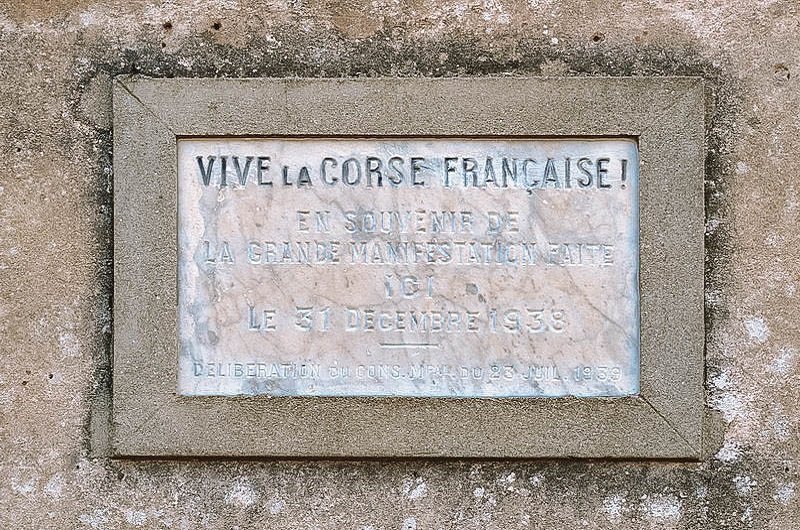 VIVE LA CORSE FRANÇAISE!
EN SOUVENIR DE
LA GRANDE MANIFESTATION FAITE
ICI
LE 31 DECEMBRE 1938
DELIBERATION DU CONS. MPAL. DU 23 JUIL. 1939